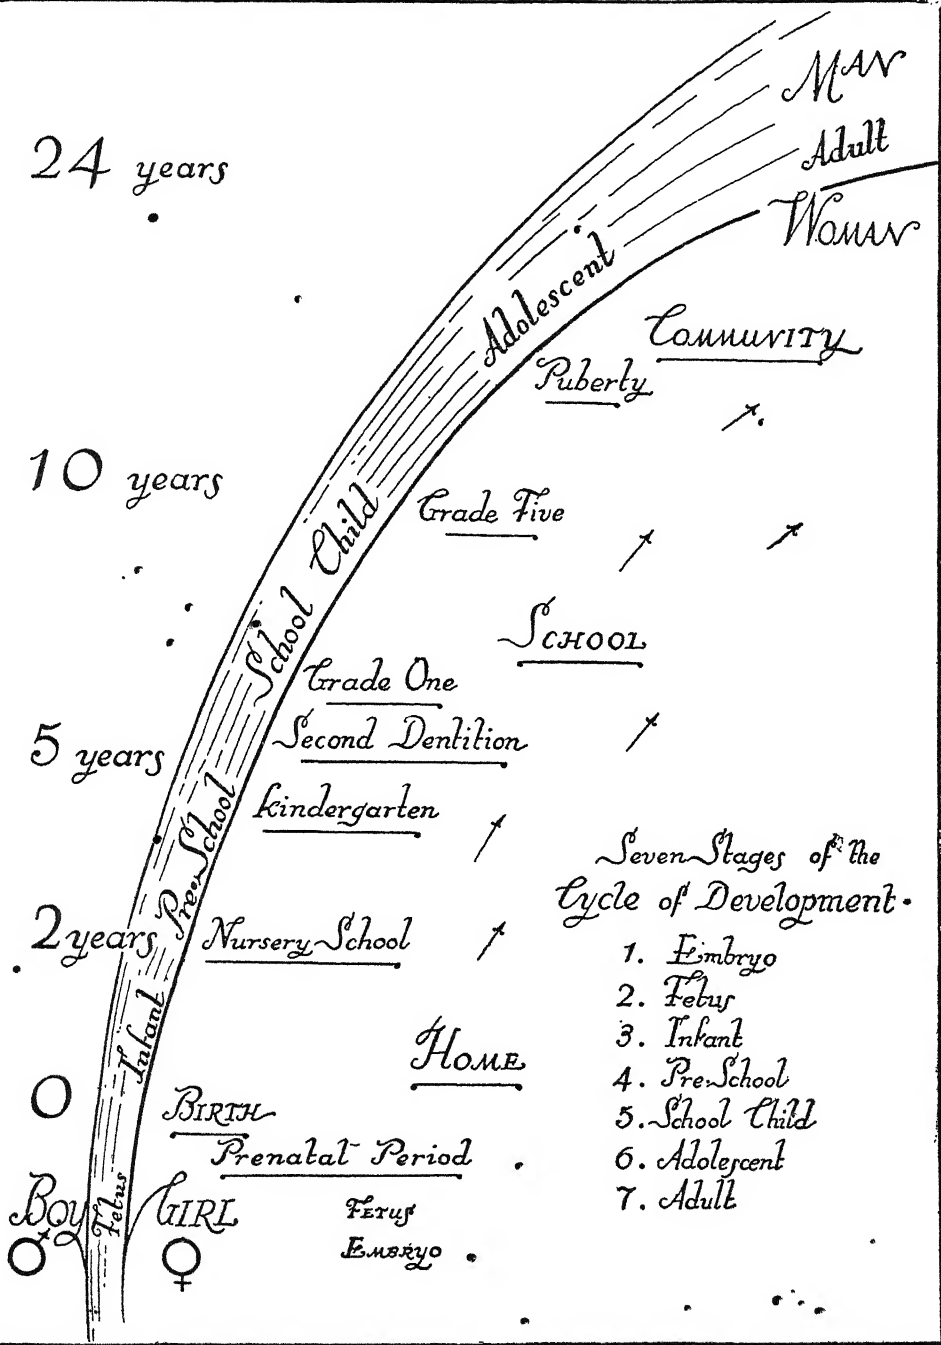 MAN
Adult
24 years
WOMAN
Adolescent
COMMUNITY
Puberty
10 years
Grade Five
School Child
SCHOOL
Grade One
Second Dentition
5 years
Kindergarten
Pre-School
Seven Stages of the
Cycle of Development.
2 years
Nursery School
1. Embryo
2. Fetus
3. Infant
4. Pre-School
5. School Child
6. Adolescent
7. Adult
Infant
HOME
0
BIRTH
Prenatal Period
BOY
Fetus
GIRL
FETUS
EMBRYO
♂
♀